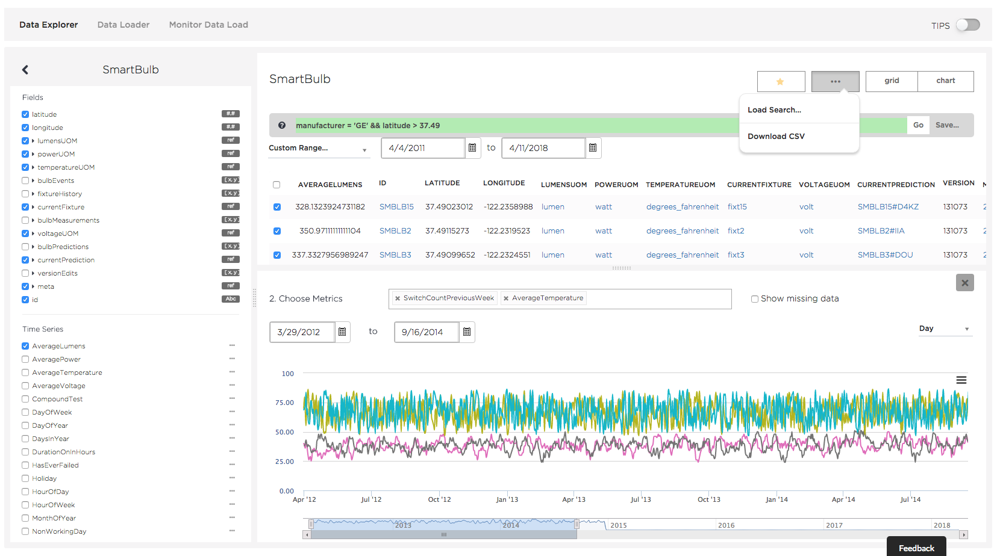 Data Explorer Data Loader Monitor Data Load TIPS
SmartBulb
Fields
latitude #.#
longitude #.#
lumensUOM ref
powerUOM ref
temperatureUOM ref
bulbEvents [x,y]
fixtureHistory [x,y]
currentFixture ref
bulbMeasurements [x,y]
voltageUOM ref
bulbPredictions [x,y]
currentPrediction ref
versionEdits [x,y]
meta ref
id Abc
Time Series
AverageLumens
AveragePower
AverageTemperature
AverageVoltage
CompoundTest
DayOfWeek
DayOfYear
DaysInYear
DurationOnInHours
HasEverFailed
Holiday
HourOfDay
HourOfWeek
MonthOfYear
NonWorkingDay
SmartBulb
grid chart
Load Search...
Download CSV
manufacturer = 'GE' && latitude > 37.49 Go Save...
Custom Range... 4/4/2011 to 4/11/2018
AVERAGELUMENS ID LATITUDE LONGITUDE LUMENSUOM POWERUOM TEMPERATUREUOM CURRENTFIXTURE VOLTAGEUOM CURRENTPREDICTION VERSION
328.1323924731182 SMBLB15 37.49023012 -122.2358988 lumen watt degrees_fahrenheit fixt15 volt SMBLB15#D4KZ 131073 2
350.97111111111104 SMBLB2 37.49115273 -122.2319523 lumen watt degrees_fahrenheit fixt2 volt SMBLB2#IIA 131073 2
337.3327956989247 SMBLB3 37.49099652 -122.2324551 lumen watt degrees_fahrenheit fixt3 volt SMBLB3#DOU 131073 2
2. Choose Metrics SwitchCountPreviousWeek AverageTemperature Show missing data
3/29/2012 to 9/16/2014 Day
100
75.00
50.00
25.00
0.00
Apr '12 Jul '12 Oct '12 Jan '13 Apr '13 Jul '13 Oct '13 Jan '14 Apr '14 Jul '14
2013 2014 2015 2016 2017 2018
Feedback